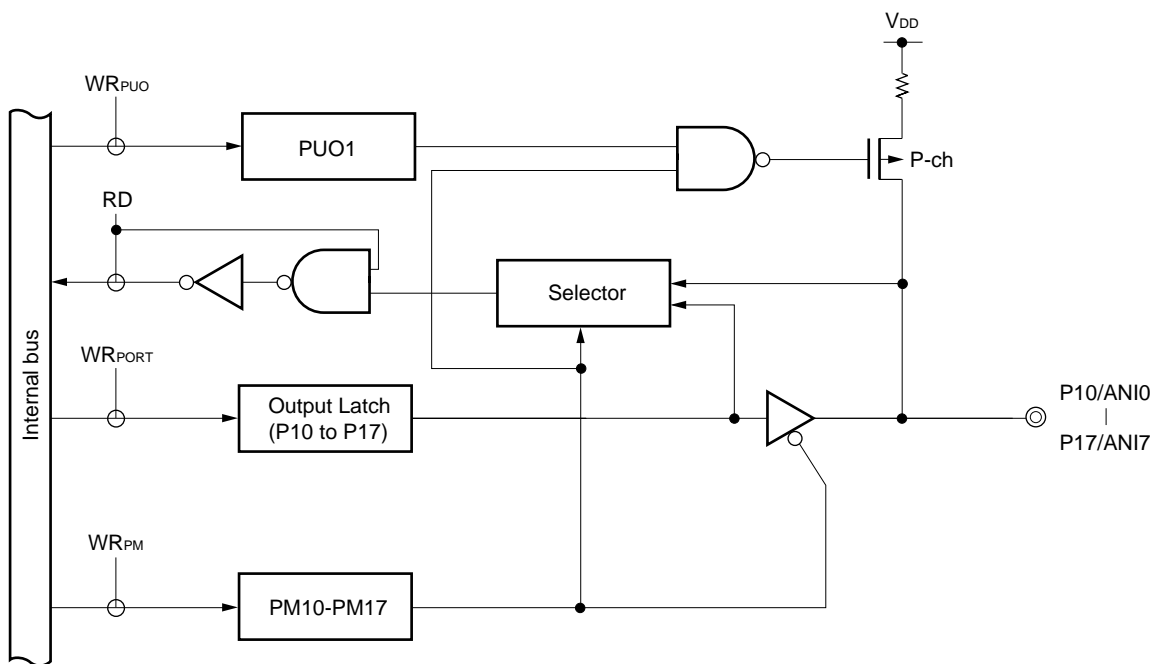 VDD
WRPUO
PUO1
P-ch
RD
Selector
Internal bus
WRPORT
Output Latch
(P10 to P17)
P10/ANI0
P17/ANI7
WRPM
PM10-PM17